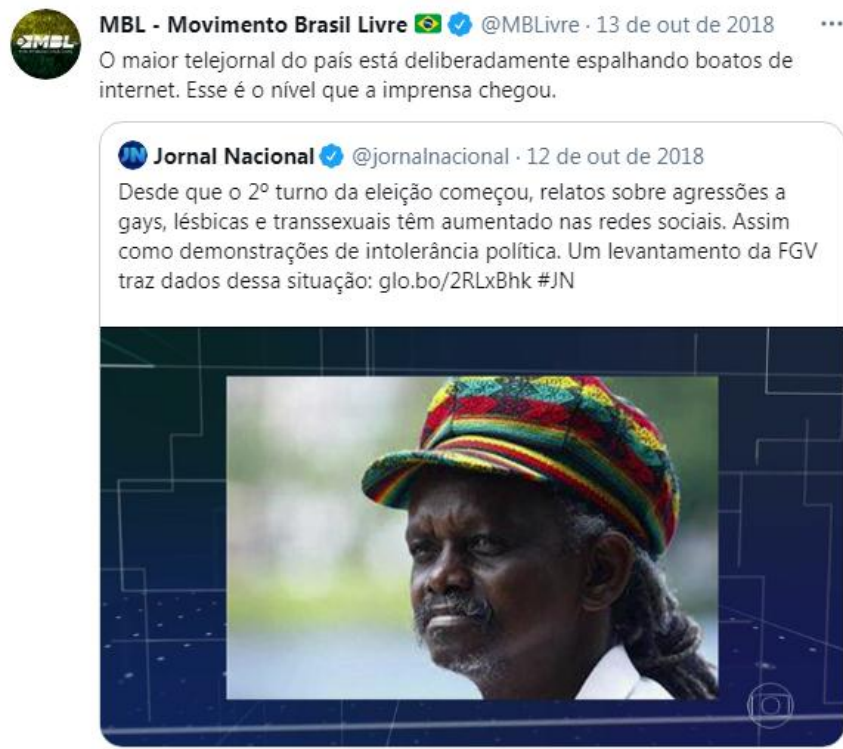 MBL - Movimento Brasil Livre 🇧🇷 @MBLivre · 13 de out de 2018 ...
MBL
O maior telejornal do país está deliberadamente espalhando boatos de
internet. Esse é o nível que a imprensa chegou.
JN Jornal Nacional @jornalnacional · 12 de out de 2018
Desde que o 2º turno da eleição começou, relatos sobre agressões a
gays, lésbicas e transsexuais têm aumentado nas redes sociais. Assim
como demonstrações de intolerância política. Um levantamento da FGV
traz dados dessa situação: glo.bo/2RLxBhk #JN